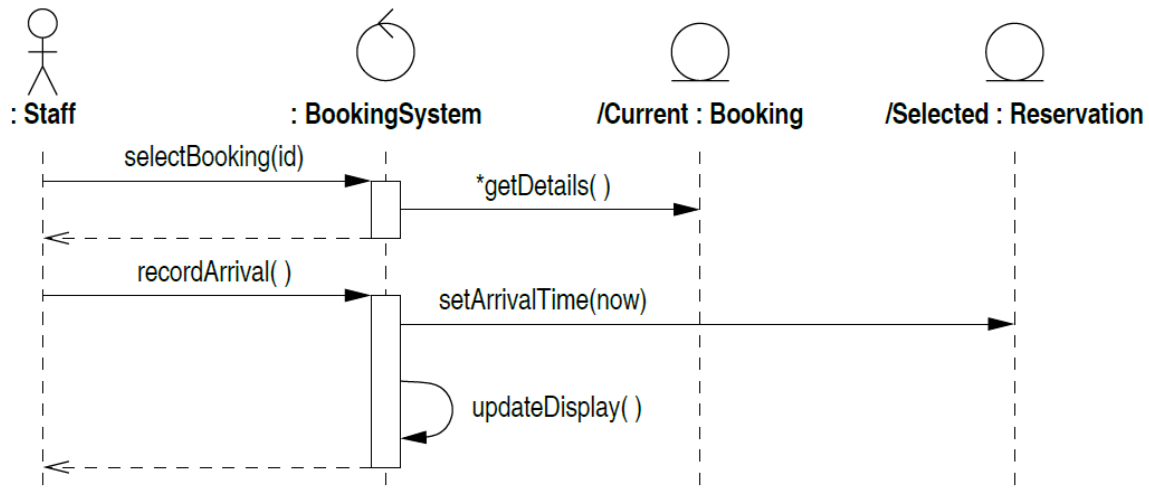 : Staff
: BookingSystem
/Current : Booking
/Selected : Reservation
selectBooking(id)
*getDetails( )
recordArrival( )
setArrivalTime(now)
updateDisplay( )